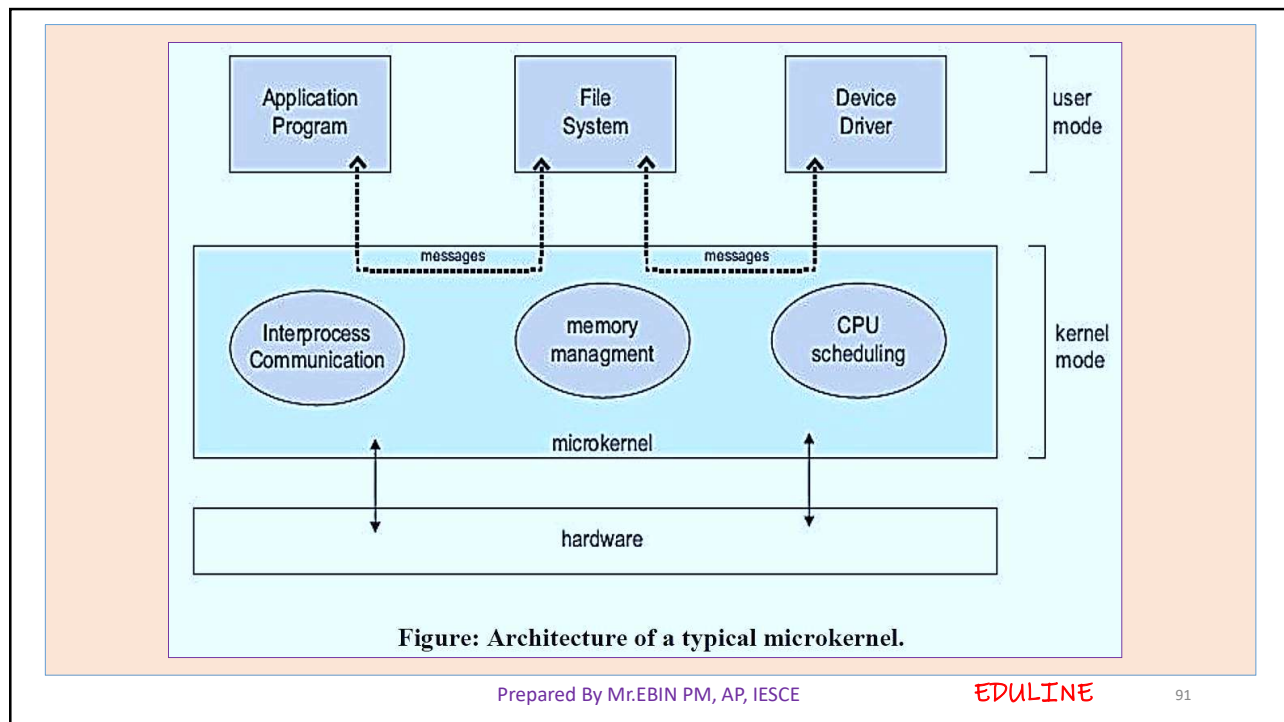 Application
Program
File
System
Device
Driver
user
mode
messages
messages
Interprocess
Communication
memory
managment
CPU
scheduling
kernel
mode
microkernel
hardware
Figure: Architecture of a typical microkernel.
Prepared By Mr.EBIN PM, AP, IESCE
EDULINE
91